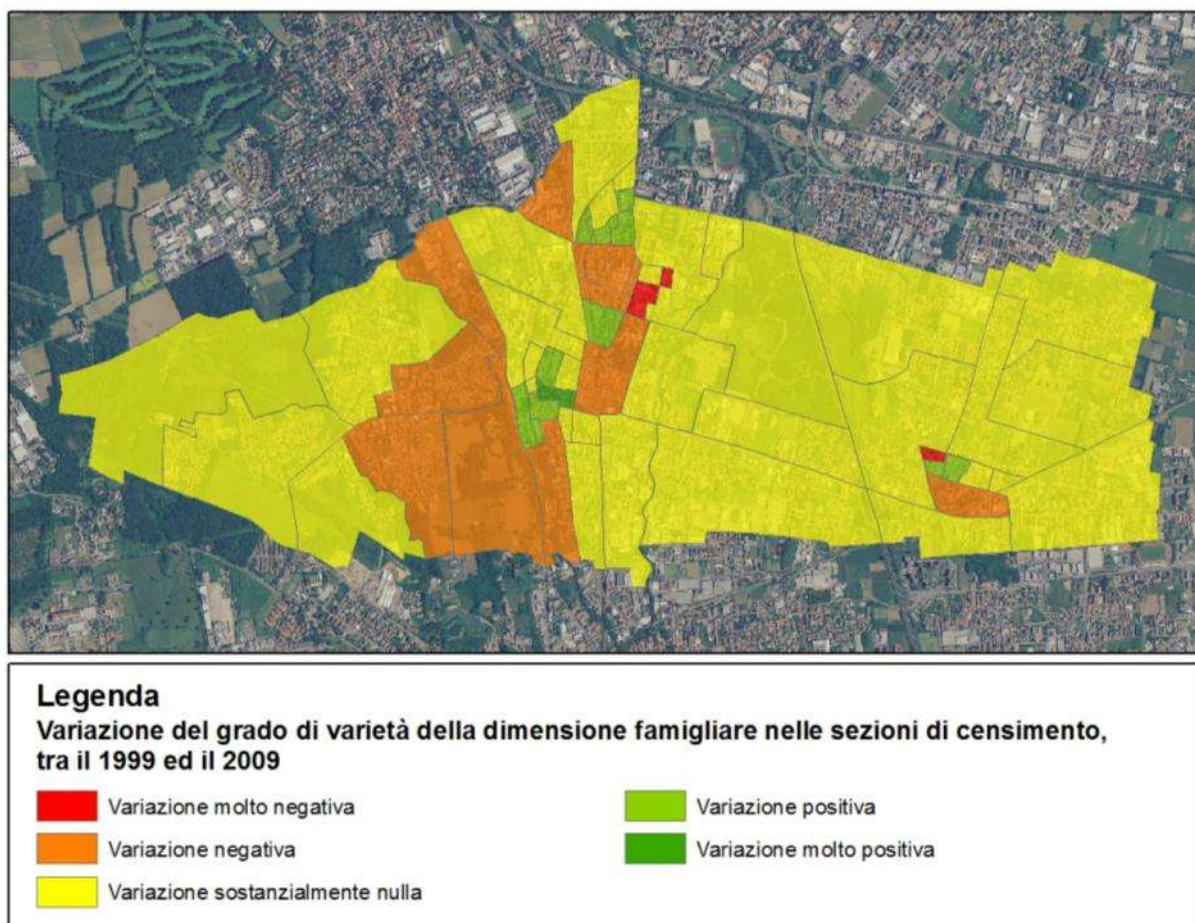 Legenda
Variazione del grado di varietà della dimensione famigliare nelle sezioni di censimento,
tra il 1999 ed il 2009
Variazione molto negativa
Variazione negativa
Variazione sostanzialmente nulla
Variazione positiva
Variazione molto positiva